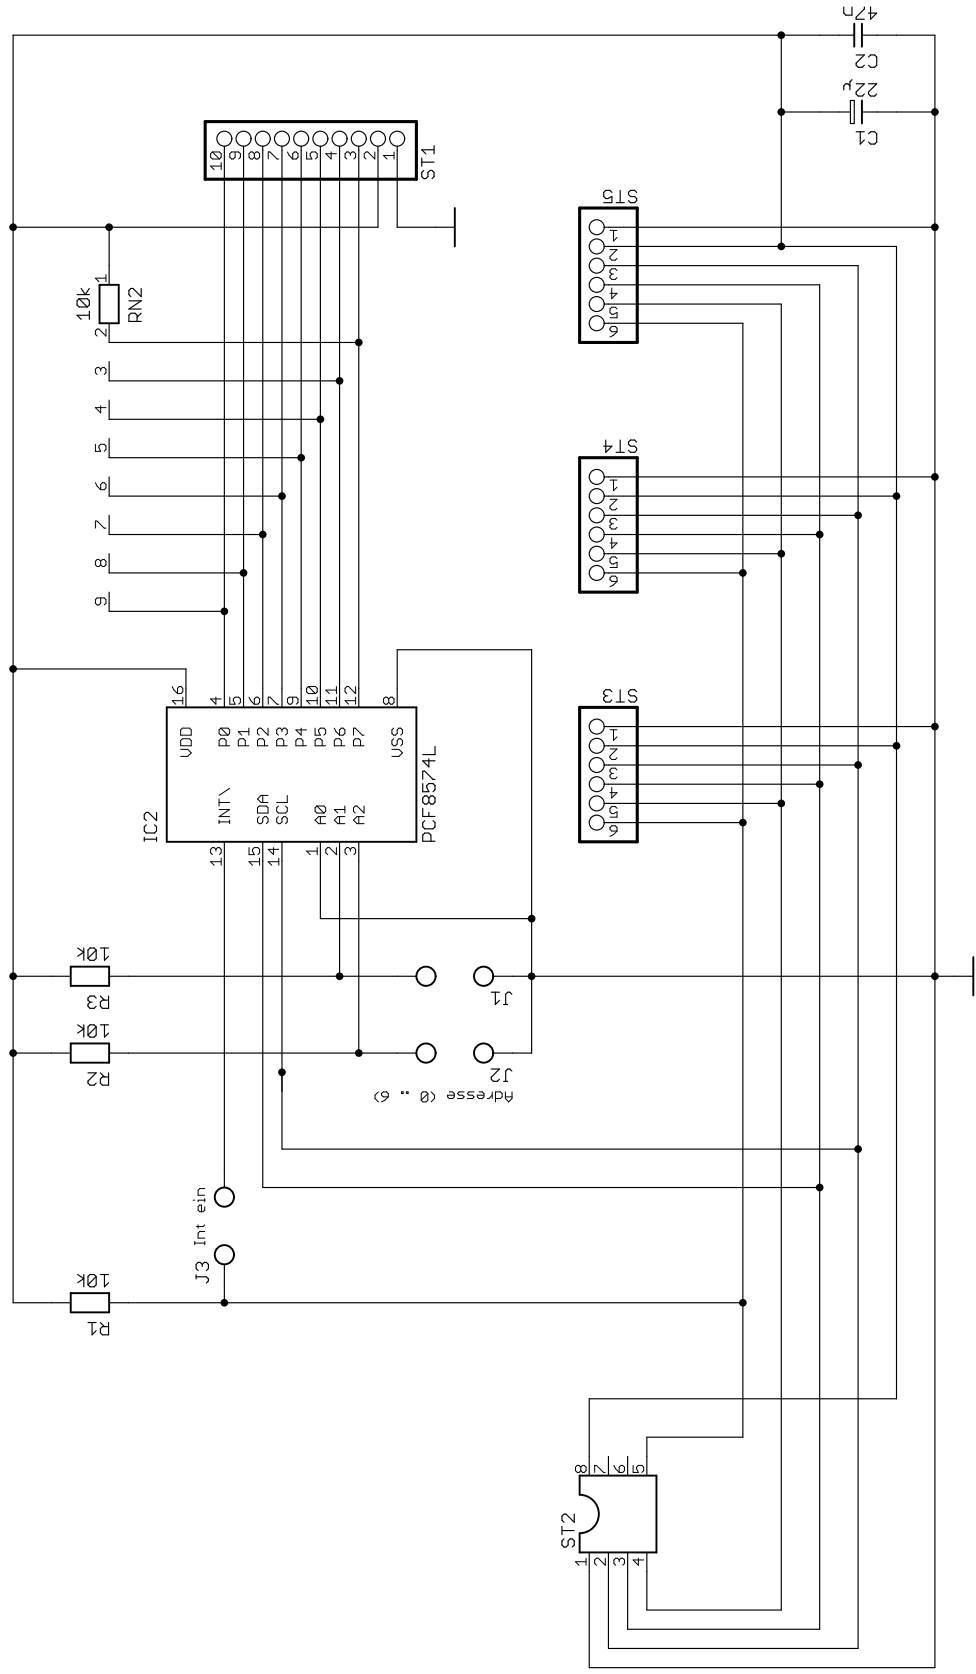 47n
C2
22µ
C1
10
9
8
7
6
5
4
3
2
1
ST1
ST5
1
2
3
4
5
6
10k
RN2
1
2
3
4
5
6
7
8
9
ST4
1
2
3
4
5
6
16
4
5
6
7
9
10
11
12
8
VDD
P0
P1
P2
P3
P4
P5
P6
P7
VSS
INT\
SDA
SCL
A0
A1
A2
IC2
PCF8574L
13
15
14
1
2
3
ST3
1
2
3
4
5
6
10k
R3
J1
10k
R2
J2
Adresse (0 .. 6)
Int ein
J3
10k
R1
8
7
6
5
ST2
1
2
3
4